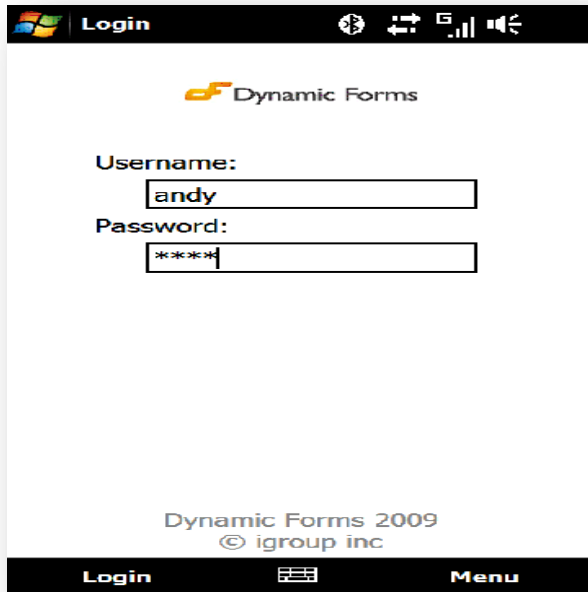 Login
G
Dynamic Forms
Username:
andy
Password:
****
Dynamic Forms 2009
© igroup inc
Login Menu